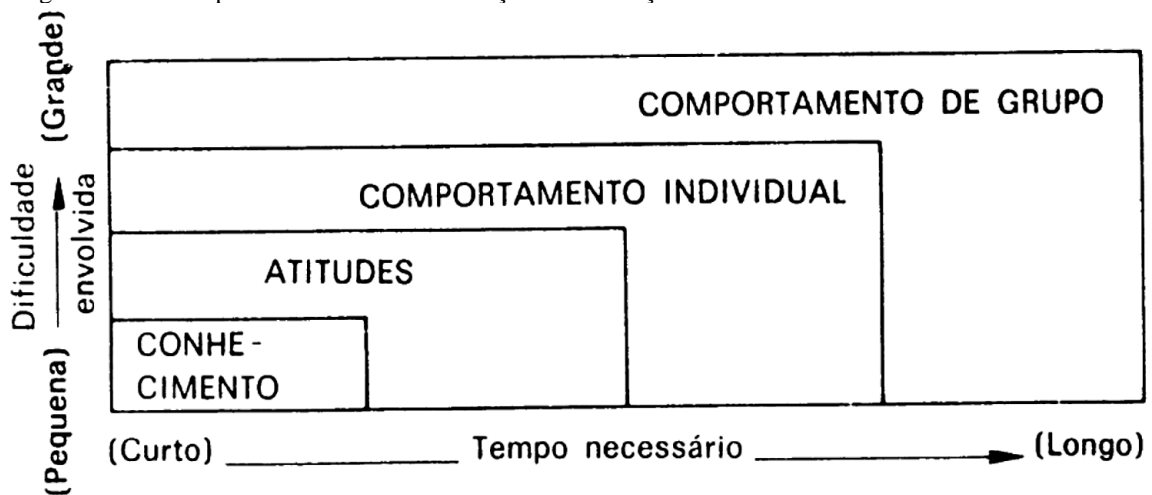 (Grande)
Dificuldade
envolvida
(Pequena)
COMPORTAMENTO DE GRUPO
COMPORTAMENTO INDIVIDUAL
ATITUDES
CONHE-
CIMENTO
(Curto) Tempo necessário (Longo)